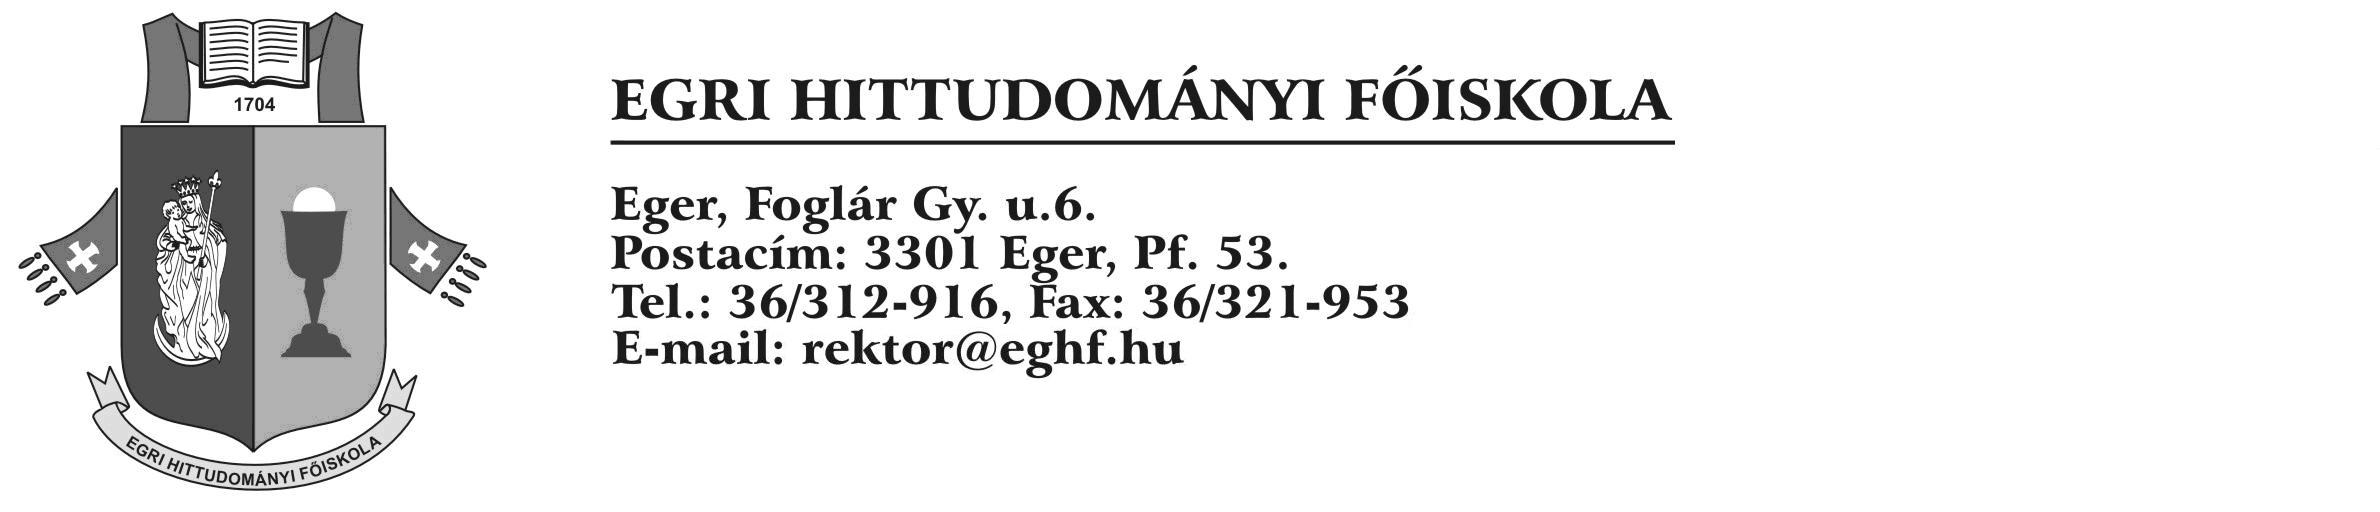 1704
EGRI HITTUDOMÁNYI FŐISKOLA
EGRI HITTUDOMÁNYI FŐISKOLA
Eger, Foglár Gy. u.6.
Postacím: 3301 Eger, Pf. 53.
Tel.: 36/312-916, Fax: 36/321-953
E-mail: rektor@eghf.hu